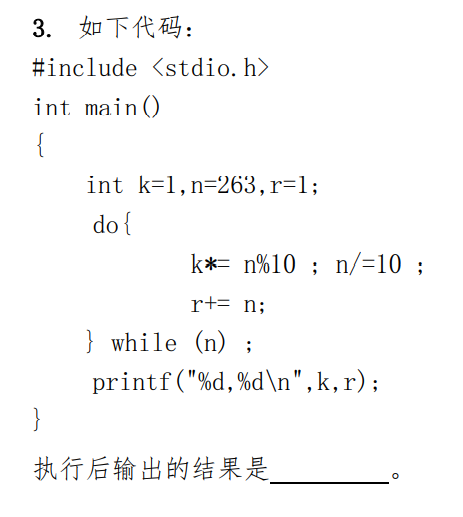 3. 如下代码：
#include <stdio.h>
int main()
{
int k=1,n=263,r=1;
do{
k*= n%10 ; n/=10 ;
r+= n;
} while (n) ;
printf("%d,%d\n",k,r);
}
执行后输出的结果是________。